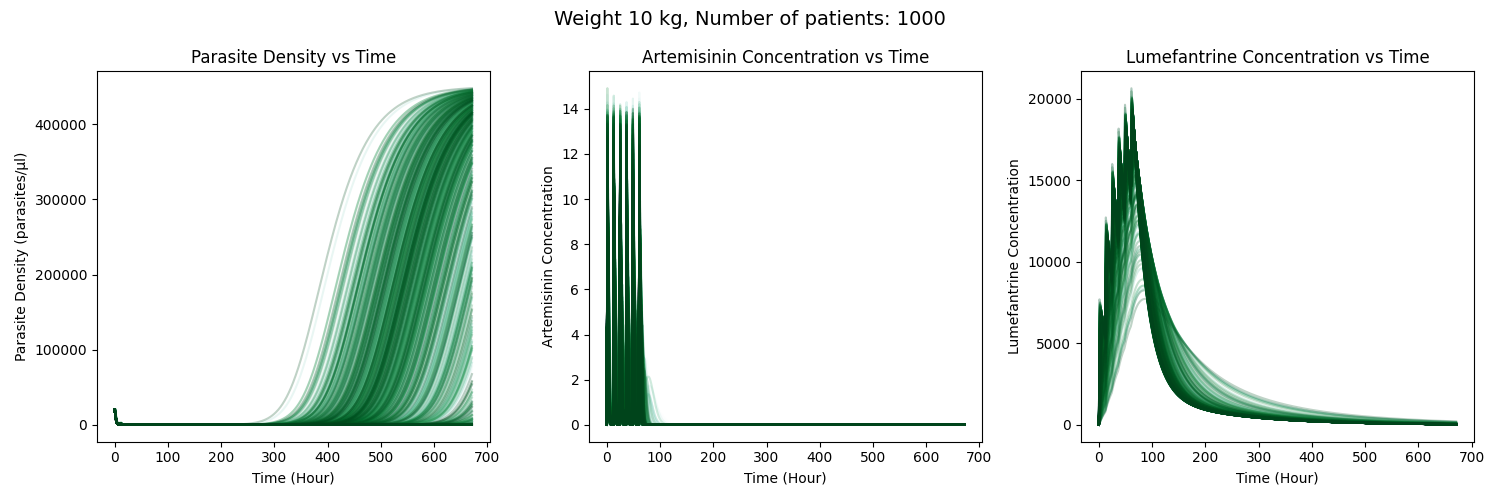 Weight 10 kg, Number of patients: 1000
Parasite Density vs Time
Parasite Density (parasites/µl)
400000
300000
200000
100000
0
0 100 200 300 400 500 600 700
Time (Hour)
Artemisinin Concentration vs Time
Artemisinin Concentration
14
12
10
8
6
4
2
0
0 100 200 300 400 500 600 700
Time (Hour)
Lumefantrine Concentration vs Time
Lumefantrine Concentration
20000
15000
10000
5000
0
0 100 200 300 400 500 600 700
Time (Hour)